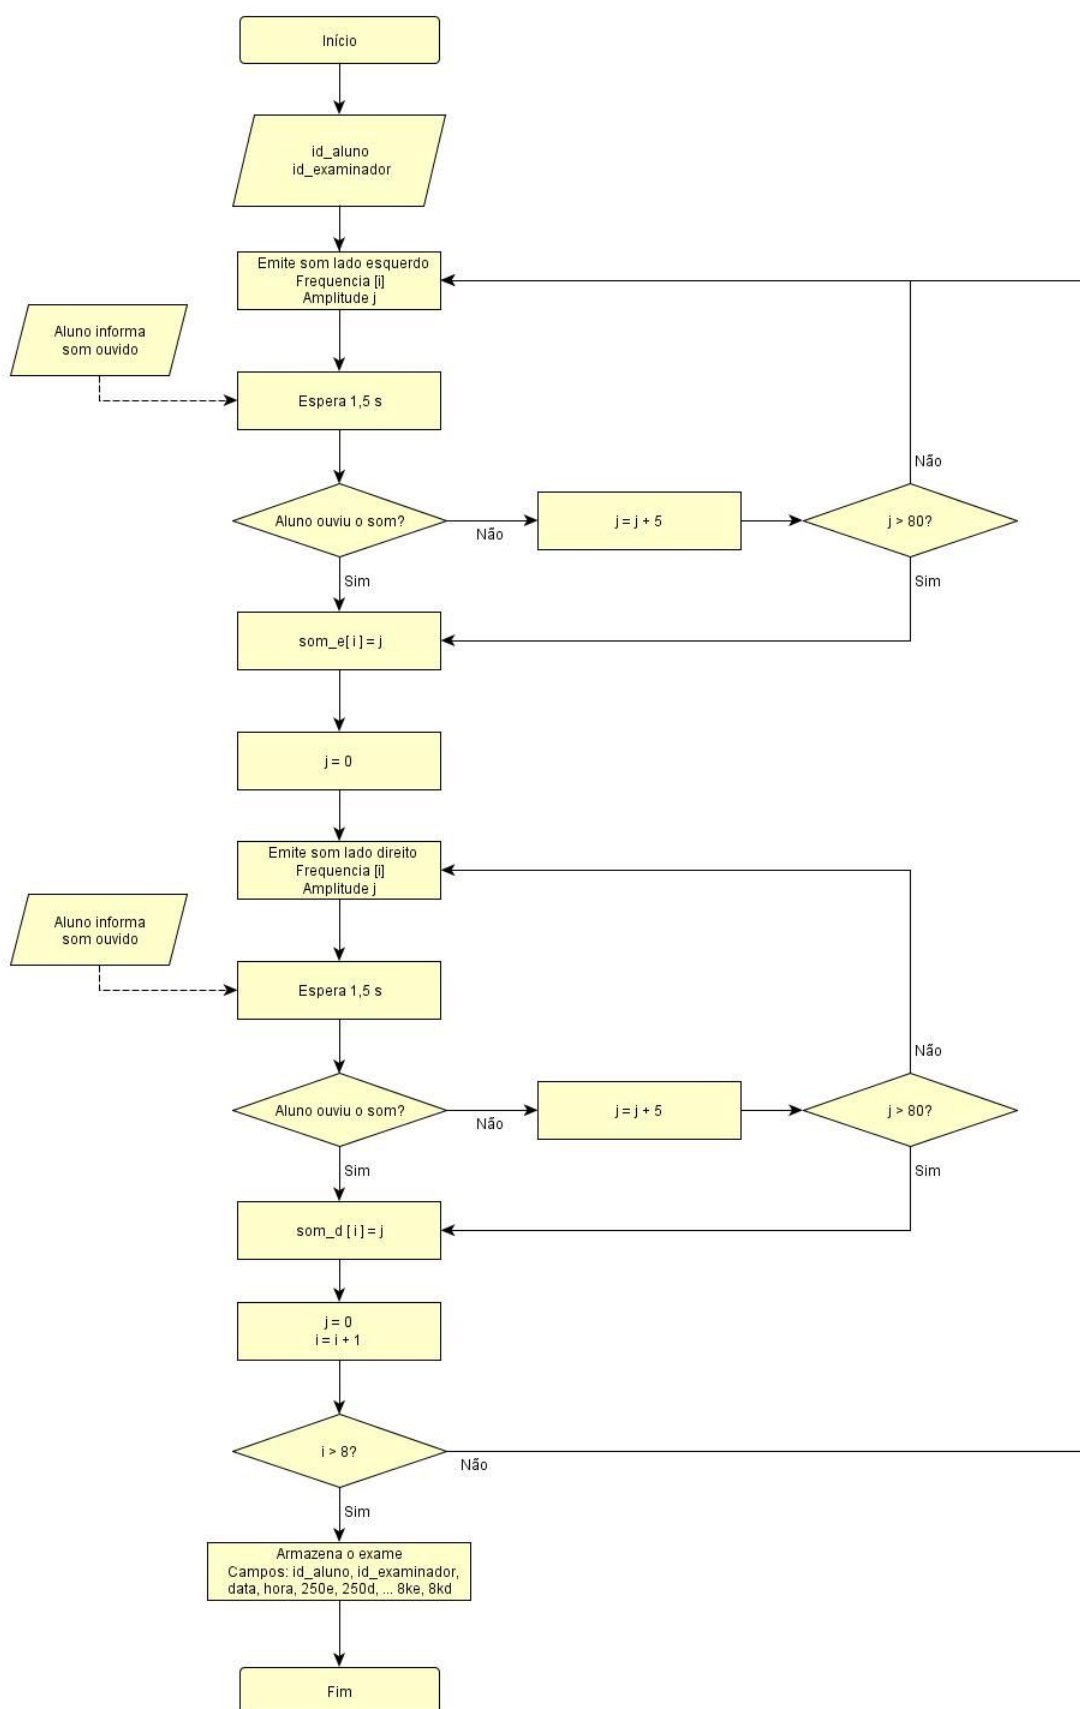 Início
id_aluno
id_examinador
Emite som lado esquerdo
Frequencia [i]
Amplitude j
Aluno informa
som ouvido
Espera 1,5 s
Não
Aluno ouviu o som?
Não
j = j + 5
j > 80?
Sim
Sim
som_e[ i ] = j
j = 0
Emite som lado direito
Frequencia [i]
Amplitude j
Aluno informa
som ouvido
Espera 1,5 s
Não
Aluno ouviu o som?
Não
j = j + 5
j > 80?
Sim
Sim
som_d [ i ] = j
j = 0
i = i + 1
i > 8?
Não
Sim
Armazena o exame
Campos: id_aluno, id_examinador,
data, hora, 250e, 250d, ... 8ke, 8kd
Fim